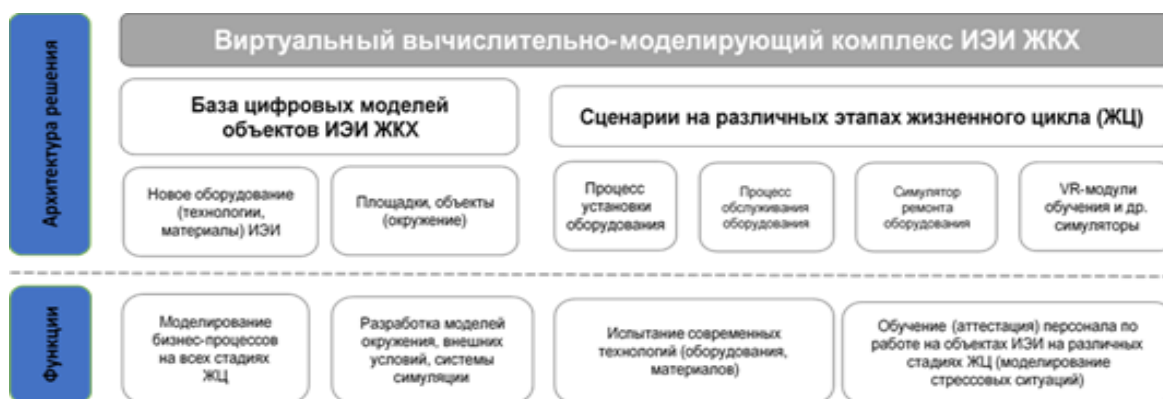 Архитектура решения
Виртуальный вычислительно-моделирующий комплекс ИЭИ ЖКХ
База цифровых моделей
объектов ИЭИ ЖКХ
Сценарии на различных этапах жизненного цикла (ЖЦ)
Новое оборудование
(технологии,
материалы) ИЭИ
Площадки, объекты
(окружение)
Процесс
установки
оборудования
Процесс
обслуживания
оборудования
Симулятор
ремонта
оборудования
VR-модули
обучения и др.
симуляторы
Функции
Моделирование
бизнес-процессов
на всех стадиях
ЖЦ
Разработка моделей
окружения, внешних
условий, системы
симуляции
Испытание современных
технологий (оборудования,
материалов)
Обучение (аттестация) персонала по
работе на объектах ИЭИ на различных
стадиях ЖЦ (моделирование
стрессовых ситуаций)